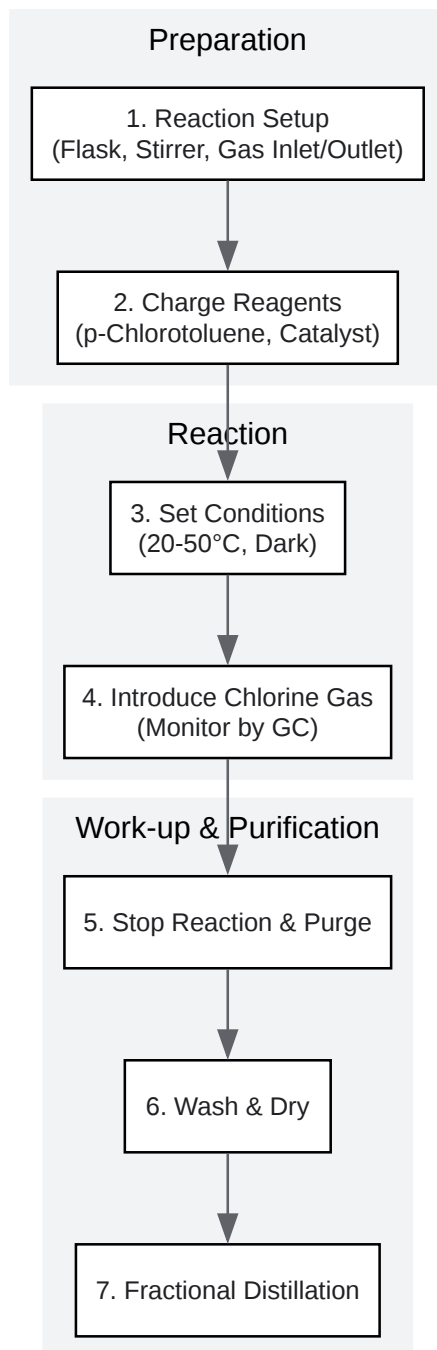 Preparation
1. Reaction Setup
(Flask, Stirrer, Gas Inlet/Outlet)
2. Charge Reagents
(p-Chlorotoluene, Catalyst)
Reaction
3. Set Conditions
(20-50°C, Dark)
4. Introduce Chlorine Gas
(Monitor by GC)
Work-up & Purification
5. Stop Reaction & Purge
6. Wash & Dry
7. Fractional Distillation